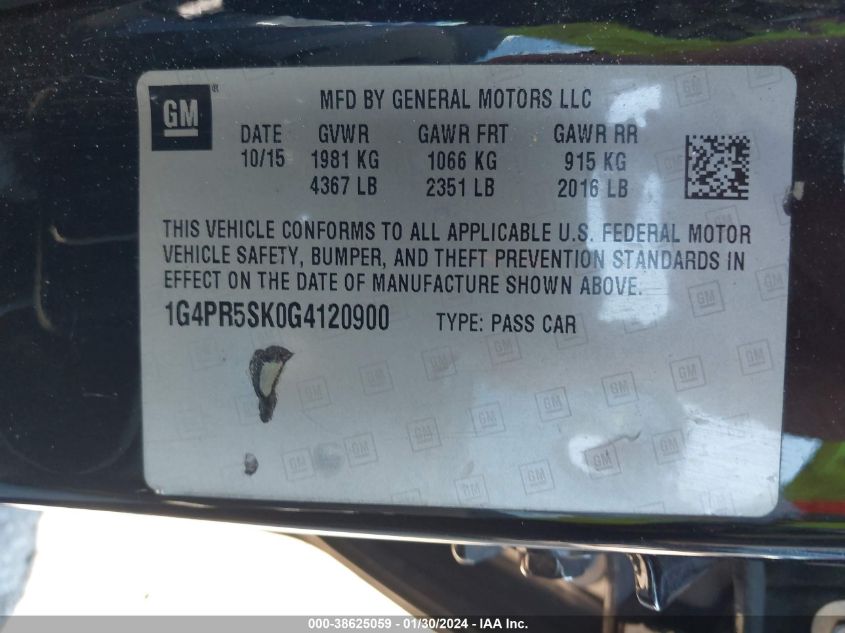 GM®
MFD BY GENERAL MOTORS LLC
DATE GVWR GAWR FRT GAWR RR
10/15 1981 KG 1066 KG 915 KG
4367 LB 2351 LB 2016 LB
THIS VEHICLE CONFORMS TO ALL APPLICABLE U.S. FEDERAL MOTOR
VEHICLE SAFETY, BUMPER, AND THEFT PREVENTION STANDARDS IN
EFFECT ON THE DATE OF MANUFACTURE SHOWN ABOVE.
1G4PR5SK0G4120900 TYPE: PASS CAR
000-38625059 - 01/30/2024 - IAA Inc.